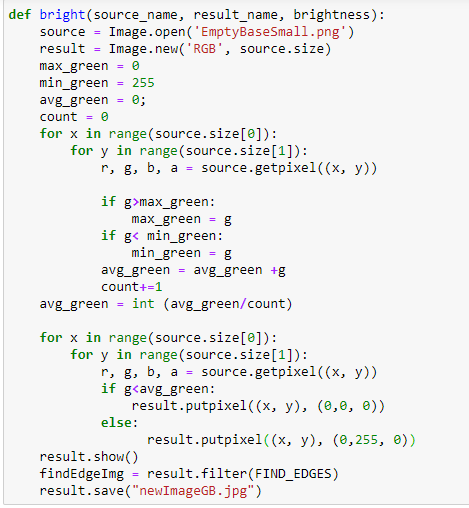 def bright(source_name, result_name, brightness):
    source = Image.open('EmptyBaseSmall.png')
    result = Image.new('RGB', source.size)
    max_green = 0
    min_green = 255
    avg_green = 0;
    count = 0
    for x in range(source.size[0]):
        for y in range(source.size[1]):
            r, g, b, a = source.getpixel((x, y))

            if g>max_green:
                max_green = g
            if g< min_green:
                min_green = g
            avg_green = avg_green +g
            count+=1
    avg_green = int (avg_green/count)

    for x in range(source.size[0]):
        for y in range(source.size[1]):
            r, g, b, a = source.getpixel((x, y))
            if g<avg_green:
                result.putpixel((x, y), (0,0, 0))
            else:
                  result.putpixel((x, y), (0,255, 0))
    result.show()
    findEdgeImg = result.filter(FIND_EDGES)
    result.save("newImageGB.jpg")